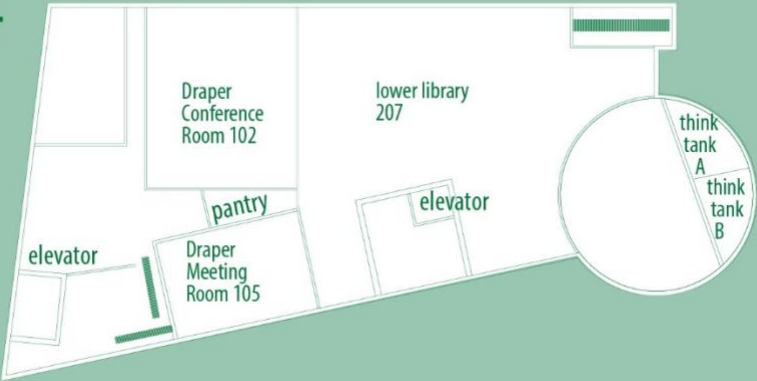 Draper
Conference
Room 102
lower library
207
think
tank
A
think
tank
B
pantry
elevator
elevator
Draper
Meeting
Room 105